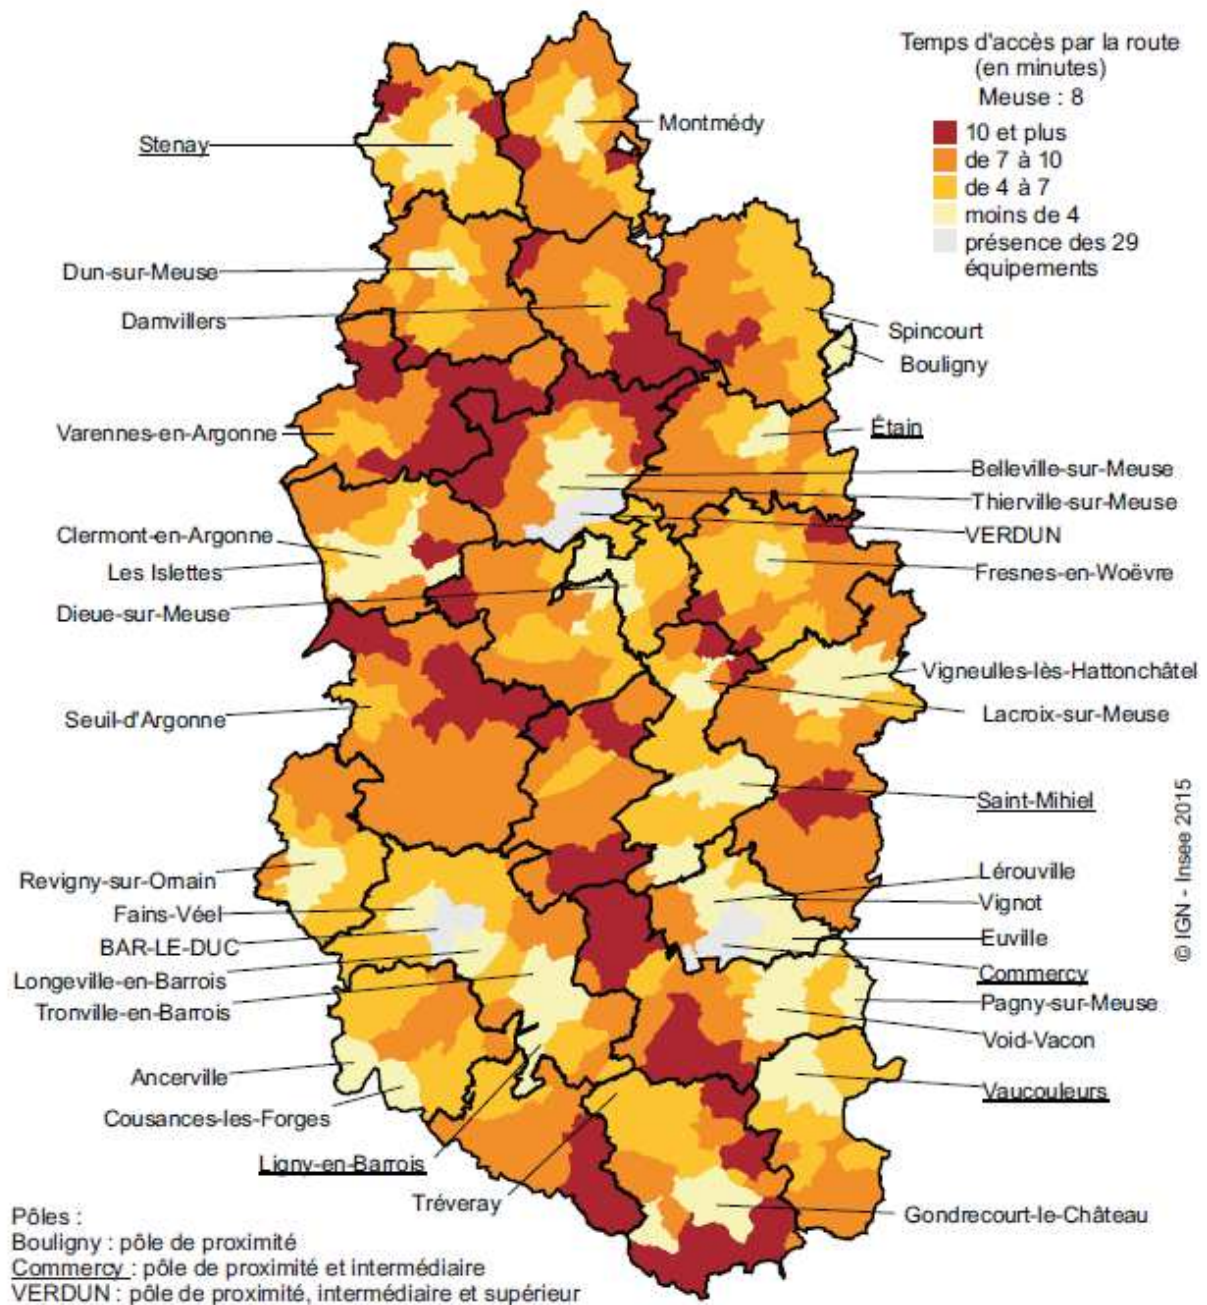 Temps d'accès par la route
(en minutes)
Meuse : 8
10 et plus
de 7 à 10
de 4 à 7
moins de 4
présence des 29
équipements
Montmédy
Stenay
Dun-sur-Meuse
Damvillers
Spincourt
Bouligny
Varennes-en-Argonne
Étain
Belleville-sur-Meuse
Thierville-sur-Meuse
VERDUN
Clermont-en-Argonne
Les Islettes
Fresnes-en-Woëvre
Dieue-sur-Meuse
Vigneulles-lès-Hattonchâtel
Lacroix-sur-Meuse
Seuil-d'Argonne
Saint-Mihiel
© IGN - Insee 2015
Revigny-sur-Ornain
Lérouville
Vignot
Fains-Véel
Euville
BAR-LE-DUC
Commercy
Longeville-en-Barrois
Pagny-sur-Meuse
Tronville-en-Barrois
Void-Vacon
Ancerville
Vaucouleurs
Cousances-les-Forges
Ligny-en-Barrois
Tréveray
Gondrecourt-le-Château
Pôles :
Bouligny : pôle de proximité
Commercy : pôle de proximité et intermédiaire
VERDUN : pôle de proximité, intermédiaire et supérieur